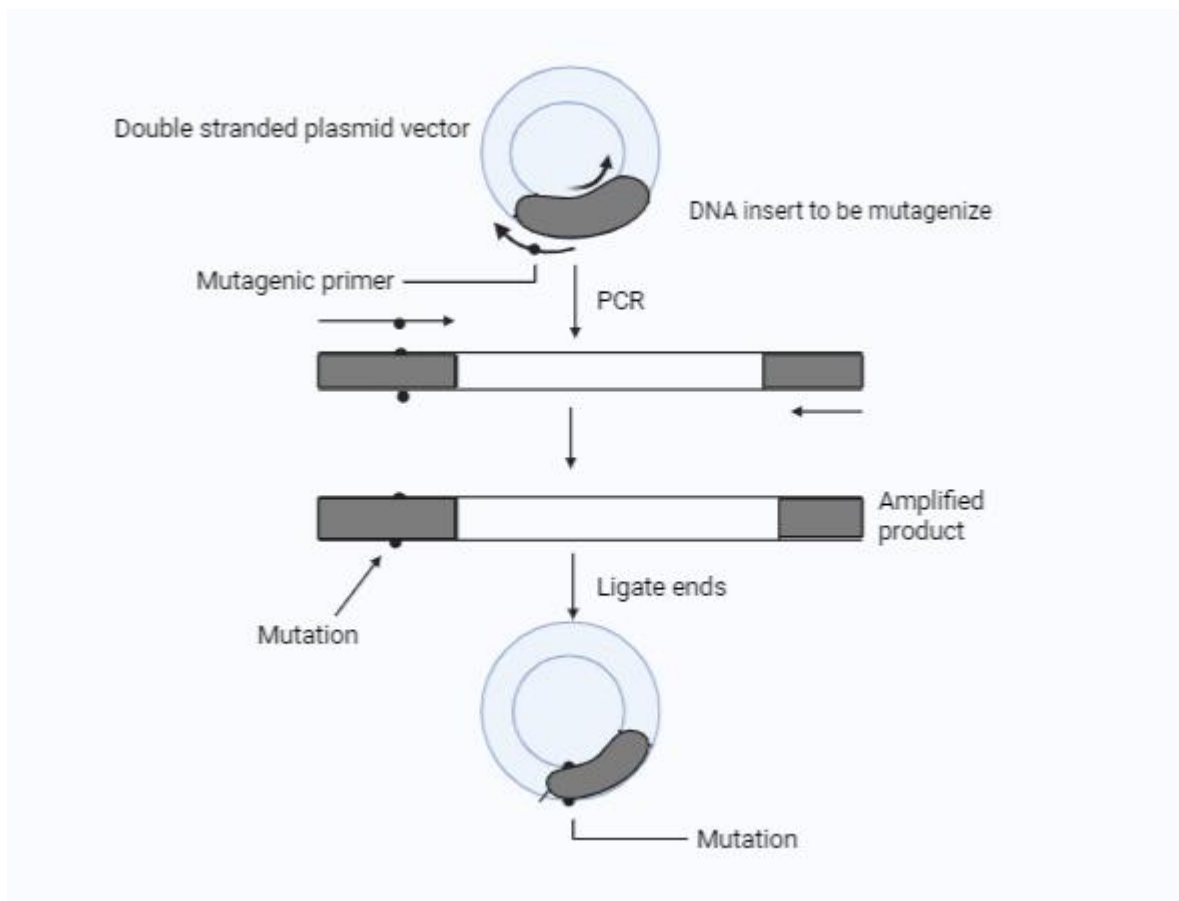 Double stranded plasmid vector
DNA insert to be mutagenize
Mutagenic primer
PCR
Amplified
product
Ligate ends
Mutation
Mutation